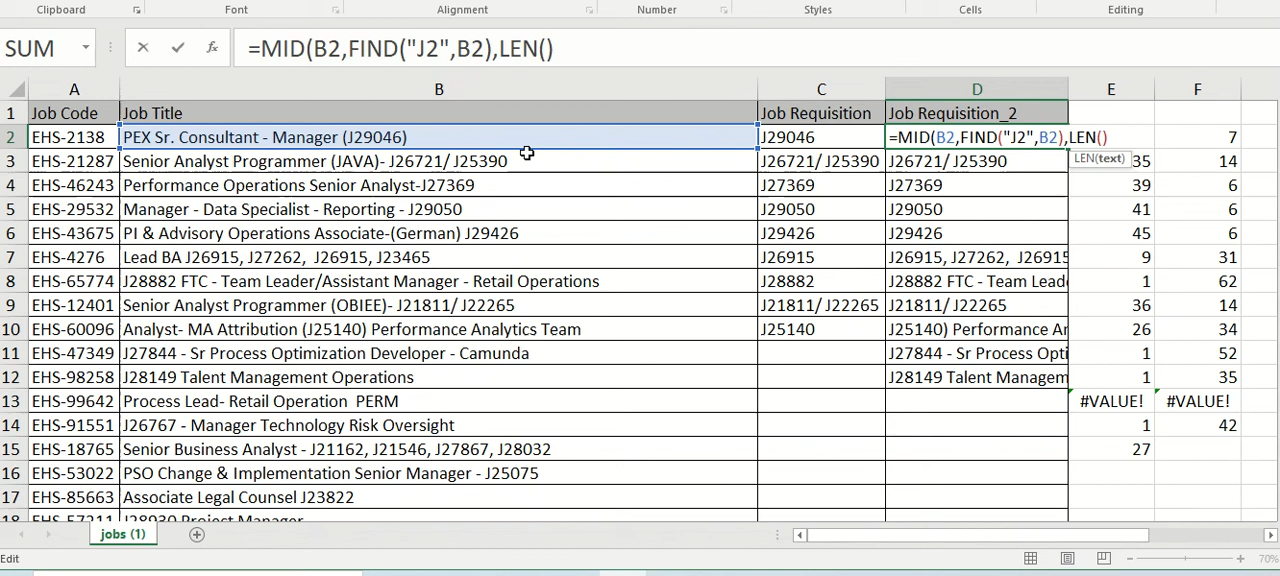 Clipboard Font Alignment Number Styles Cells Editing
SUM =MID(B2,FIND("J2",B2),LEN()
A B C D E F
1 Job Code Job Title Job Requisition Job Requisition_2
2 EHS-2138 PEX Sr. Consultant - Manager (J29046) J29046 =MID(B2,FIND("J2",B2),LEN() 7
LEN(text)
3 EHS-21287 Senior Analyst Programmer (JAVA)- J26721/ J25390 J26721/ J25390 J26721/ J25390 35 14
4 EHS-46243 Performance Operations Senior Analyst-J27369 J27369 J27369 39 6
5 EHS-29532 Manager - Data Specialist - Reporting - J29050 J29050 J29050 41 6
6 EHS-43675 PI & Advisory Operations Associate-(German) J29426 J29426 J29426 45 6
7 EHS-4276 Lead BA J26915, J27262,  J26915, J23465 J26915 J26915, J27262,  J26915 9 31
8 EHS-65774 J28882 FTC - Team Leader/Assistant Manager - Retail Operations J28882 J28882 FTC - Team Lead 1 62
9 EHS-12401 Senior Analyst Programmer (OBIEE)- J21811/ J22265 J21811/ J22265 J21811/ J22265 36 14
10 EHS-60096 Analyst- MA Attribution (J25140) Performance Analytics Team J25140 J25140) Performance Ar 26 34
11 EHS-47349 J27844 - Sr Process Optimization Developer - Camunda J27844 - Sr Process Opti 1 52
12 EHS-98258 J28149 Talent Management Operations J28149 Talent Managem 1 35
13 EHS-99642 Process Lead- Retail Operation  PERM #VALUE! #VALUE!
14 EHS-91551 J26767 - Manager Technology Risk Oversight 1 42
15 EHS-18765 Senior Business Analyst - J21162, J21546, J27867, J28032 27
16 EHS-53022 PSO Change & Implementation Senior Manager - J25075
17 EHS-85663 Associate Legal Counsel J23822
18 EHS-57211 J28930 Project Manager
jobs (1)
Edit 70%